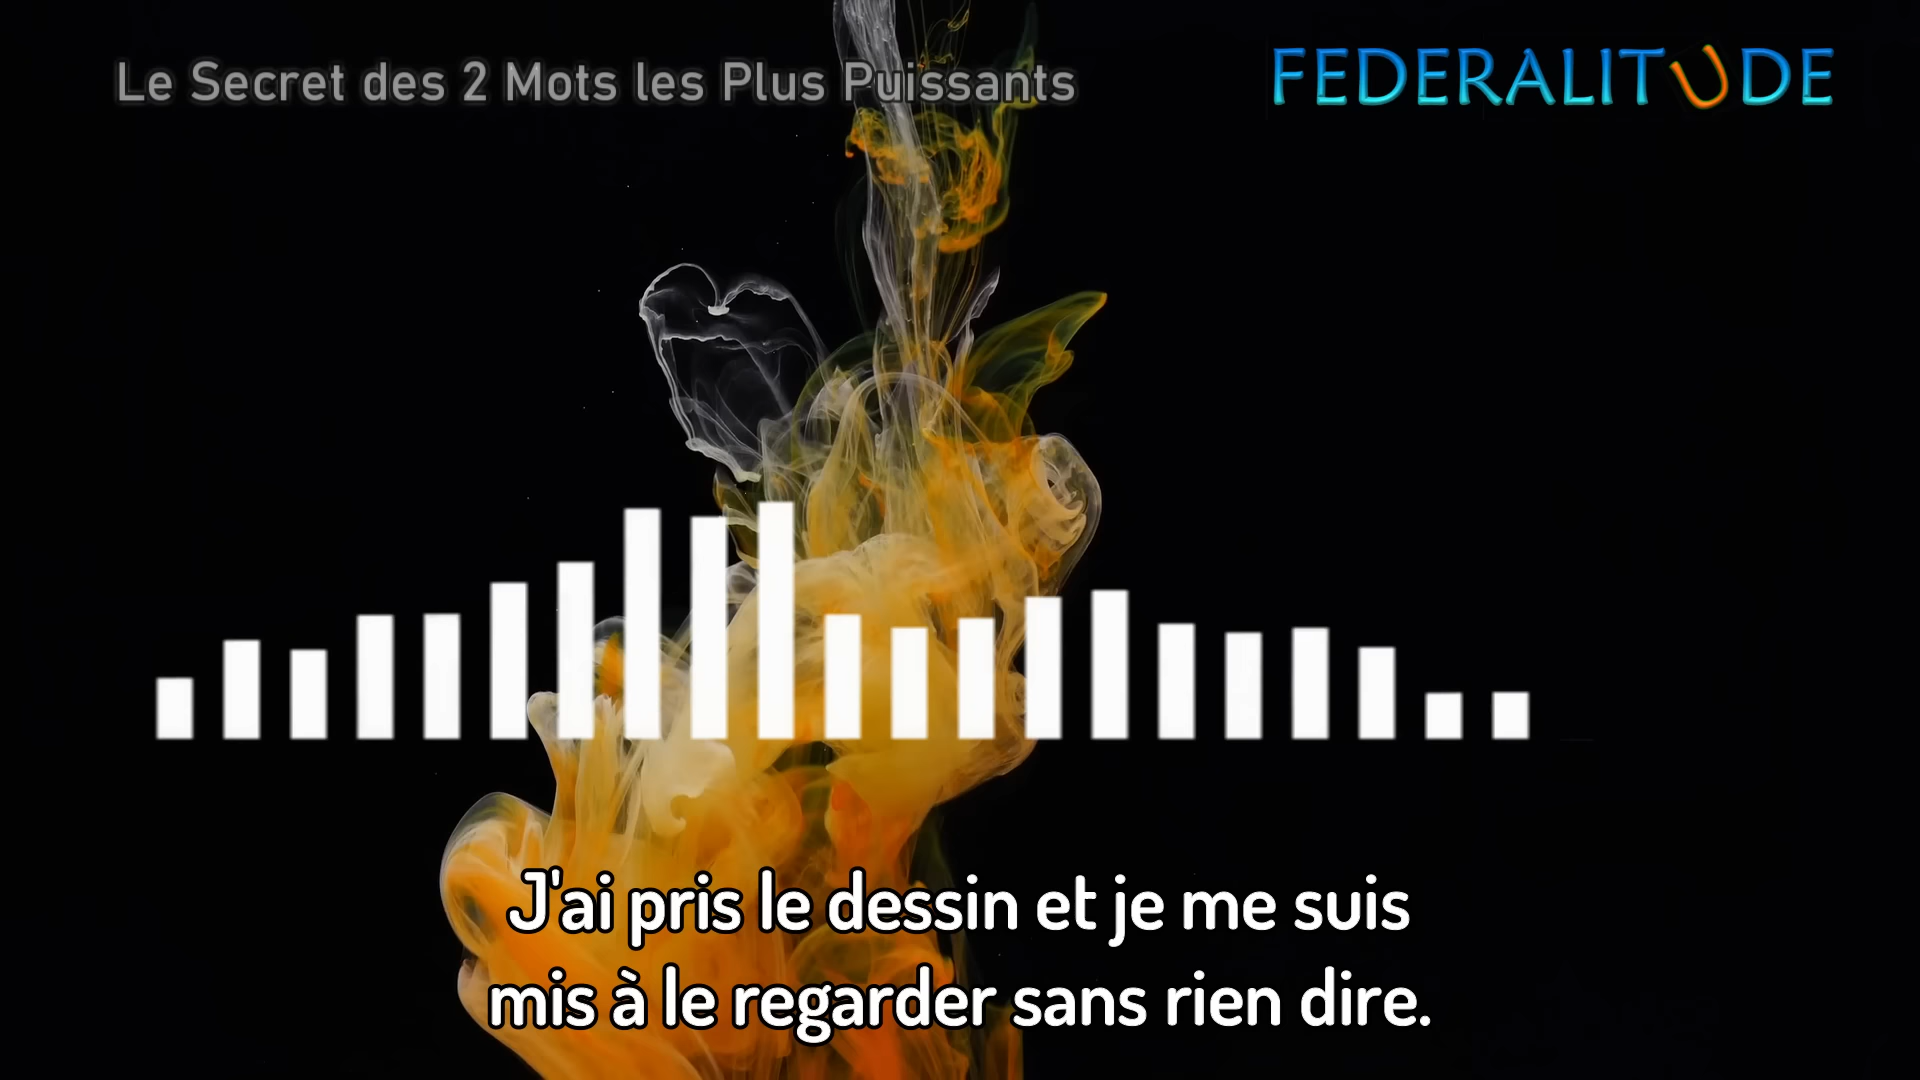 Le Secret des 2 Mots les Plus Puissants
FEDERALITUDE
J'ai pris le dessin et je me suis
mis à le regarder sans rien dire.